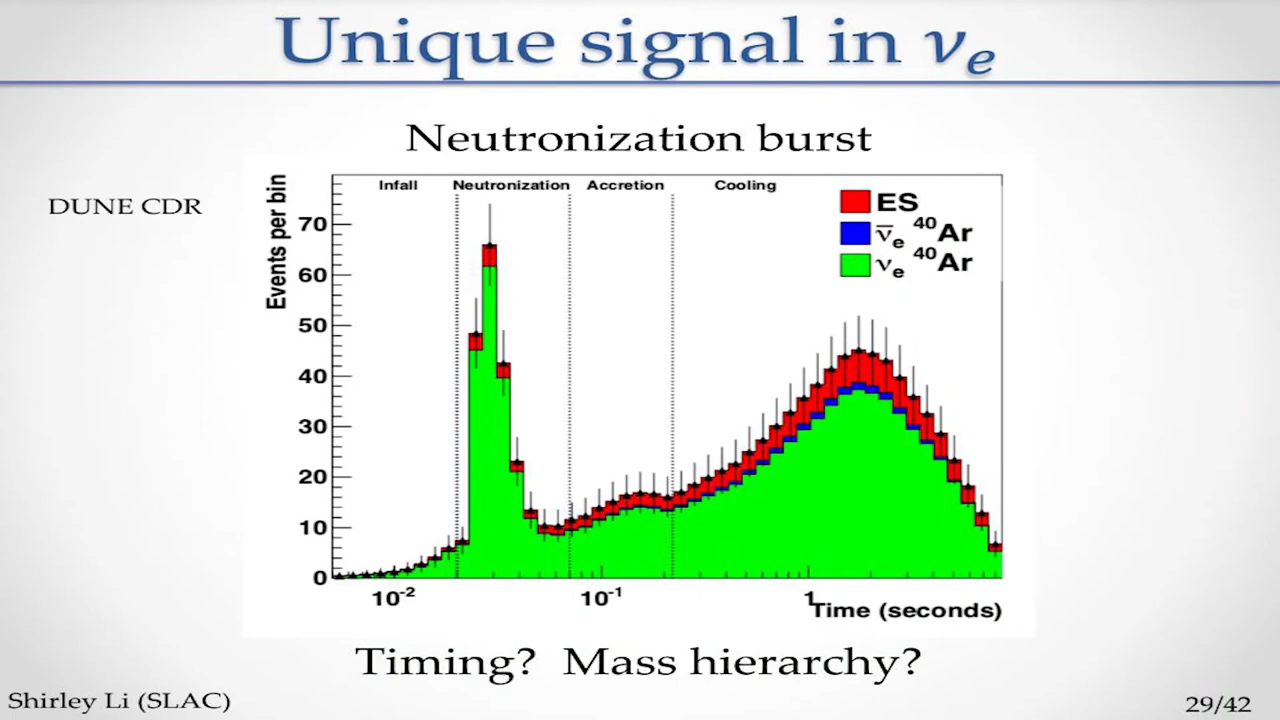 Unique signal in νₑ
Neutronization burst
DUNE CDR
Events per bin
Infall Neutronization Accretion Cooling
ES
ν̄ₑ ⁴⁰Ar
νₑ ⁴⁰Ar
70
60
50
40
30
20
10
0
10⁻² 10⁻¹ 1
Time (seconds)
Timing? Mass hierarchy?
Shirley Li (SLAC)
29/42